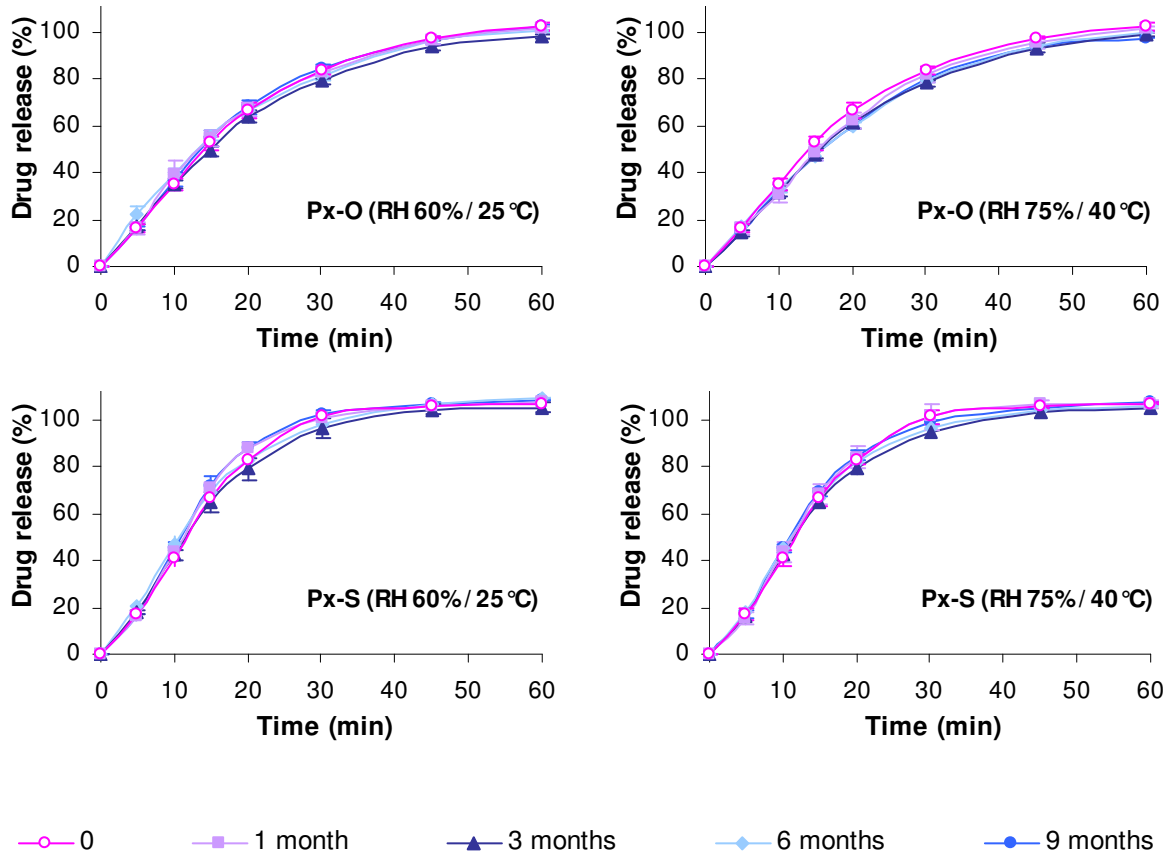 Drug release (%)
100
80
60
40
20
0
Px-O (RH 60% / 25 °C)
0 10 20 30 40 50 60
Time (min)
Drug release (%)
100
80
60
40
20
0
Px-O (RH 75% / 40 °C)
0 10 20 30 40 50 60
Time (min)
Drug release (%)
100
80
60
40
20
0
Px-S (RH 60% / 25 °C)
0 10 20 30 40 50 60
Time (min)
Drug release (%)
100
80
60
40
20
0
Px-S (RH 75% / 40 °C)
0 10 20 30 40 50 60
Time (min)
0 1 month 3 months 6 months 9 months